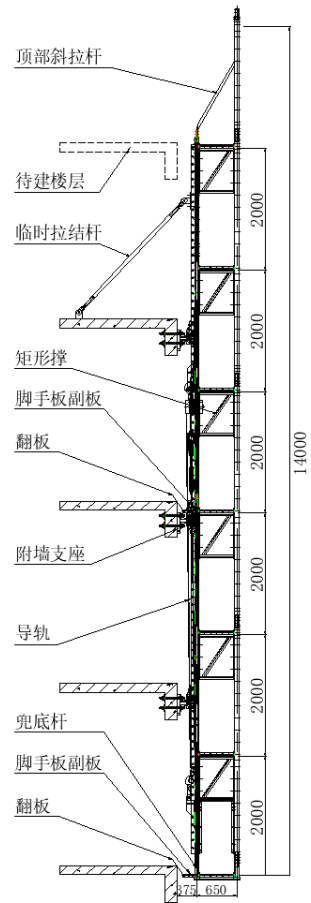 顶部斜拉杆
待建楼层
临时拉结杆
矩形撑
脚手板副板
翻板
附墙支座
导轨
兜底杆
脚手板副板
翻板
2000
2000
2000
2000
2000
2000
14000
375
650